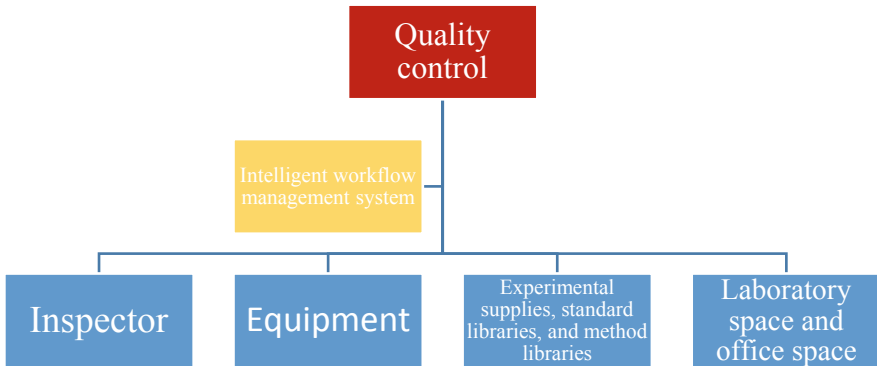 Quality
control
Intelligent workflow
management system
Inspector
Equipment
Experimental
supplies, standard
libraries, and method
libraries
Laboratory
space and
office space